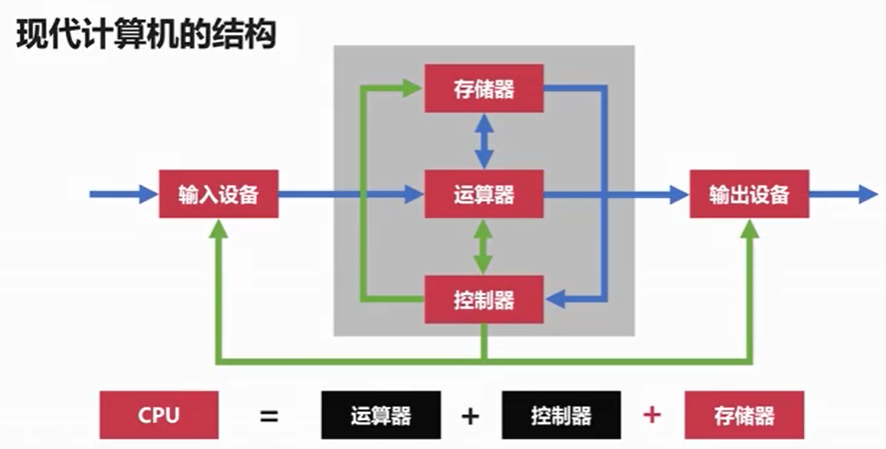 现代计算机的结构
存储器
输入设备
运算器
输出设备
控制器
CPU = 运算器 + 控制器 + 存储器